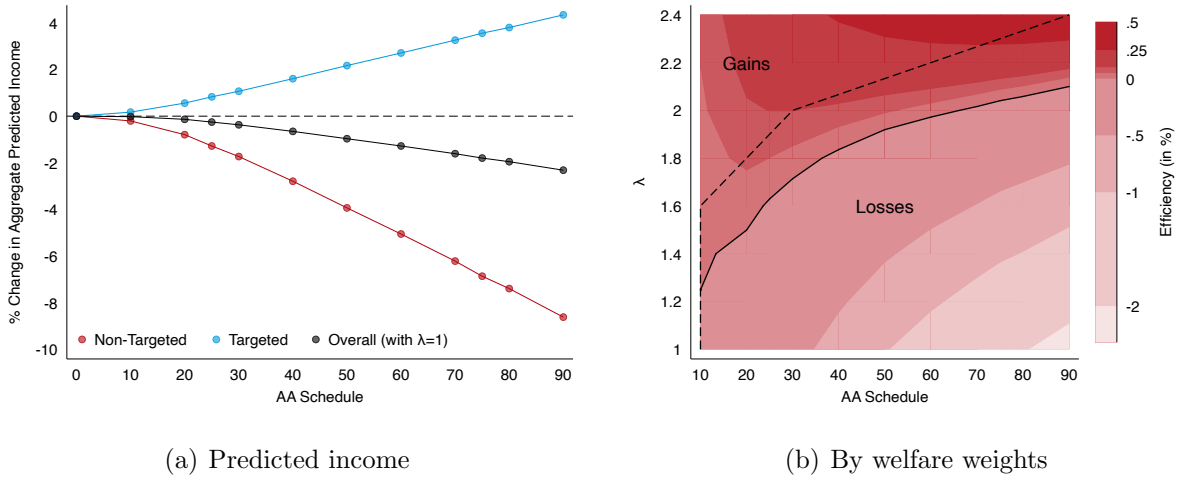 4
2
0
-2
-4
-6
-8
-10
% Change in Aggregate Predicted Income
Non-Targeted Targeted Overall (with λ=1)
0 10 20 30 40 50 60 70 80 90
AA Schedule
(a) Predicted income
2.4
2.2
2
1.8
1.6
1.4
1.2
1
λ
Gains
Losses
10 20 30 40 50 60 70 80 90
AA Schedule
.5
.25
0
-.5
-1
-2
Efficiency (in %)
(b) By welfare weights